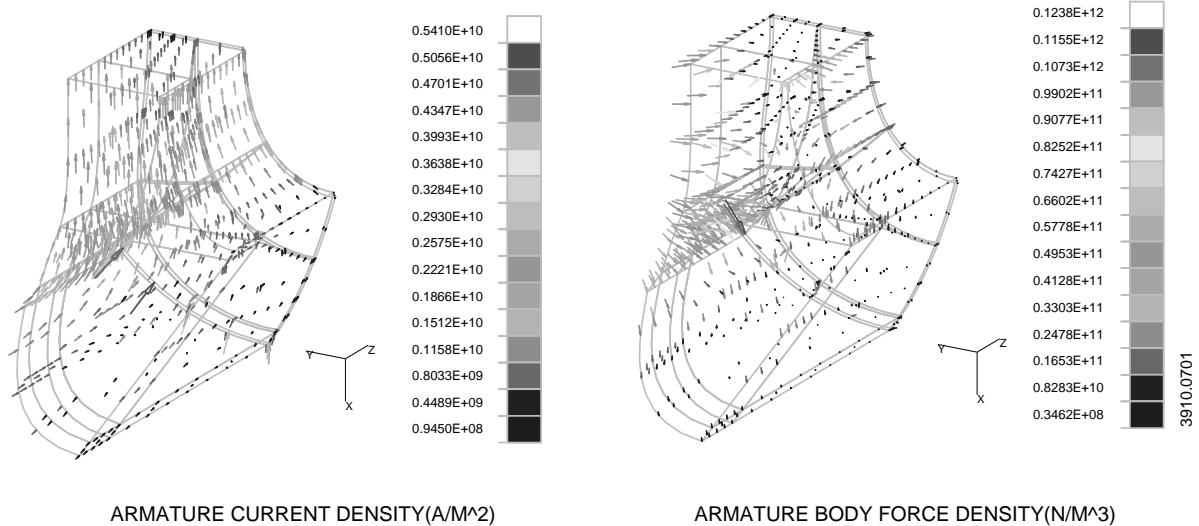 0.5410E+10
0.5056E+10
0.4701E+10
0.4347E+10
0.3993E+10
0.3638E+10
0.3284E+10
0.2930E+10
0.2575E+10
0.2221E+10
0.1866E+10
0.1512E+10
0.1158E+10
0.8033E+09
0.4489E+09
0.9450E+08
Y
Z
X
ARMATURE CURRENT DENSITY(A/M^2)
0.1238E+12
0.1155E+12
0.1073E+12
0.9902E+11
0.9077E+11
0.8252E+11
0.7427E+11
0.6602E+11
0.5778E+11
0.4953E+11
0.4128E+11
0.3303E+11
0.2478E+11
0.1653E+11
0.8283E+10
0.3462E+08
Y
Z
X
ARMATURE BODY FORCE DENSITY(N/M^3)
3910.0701